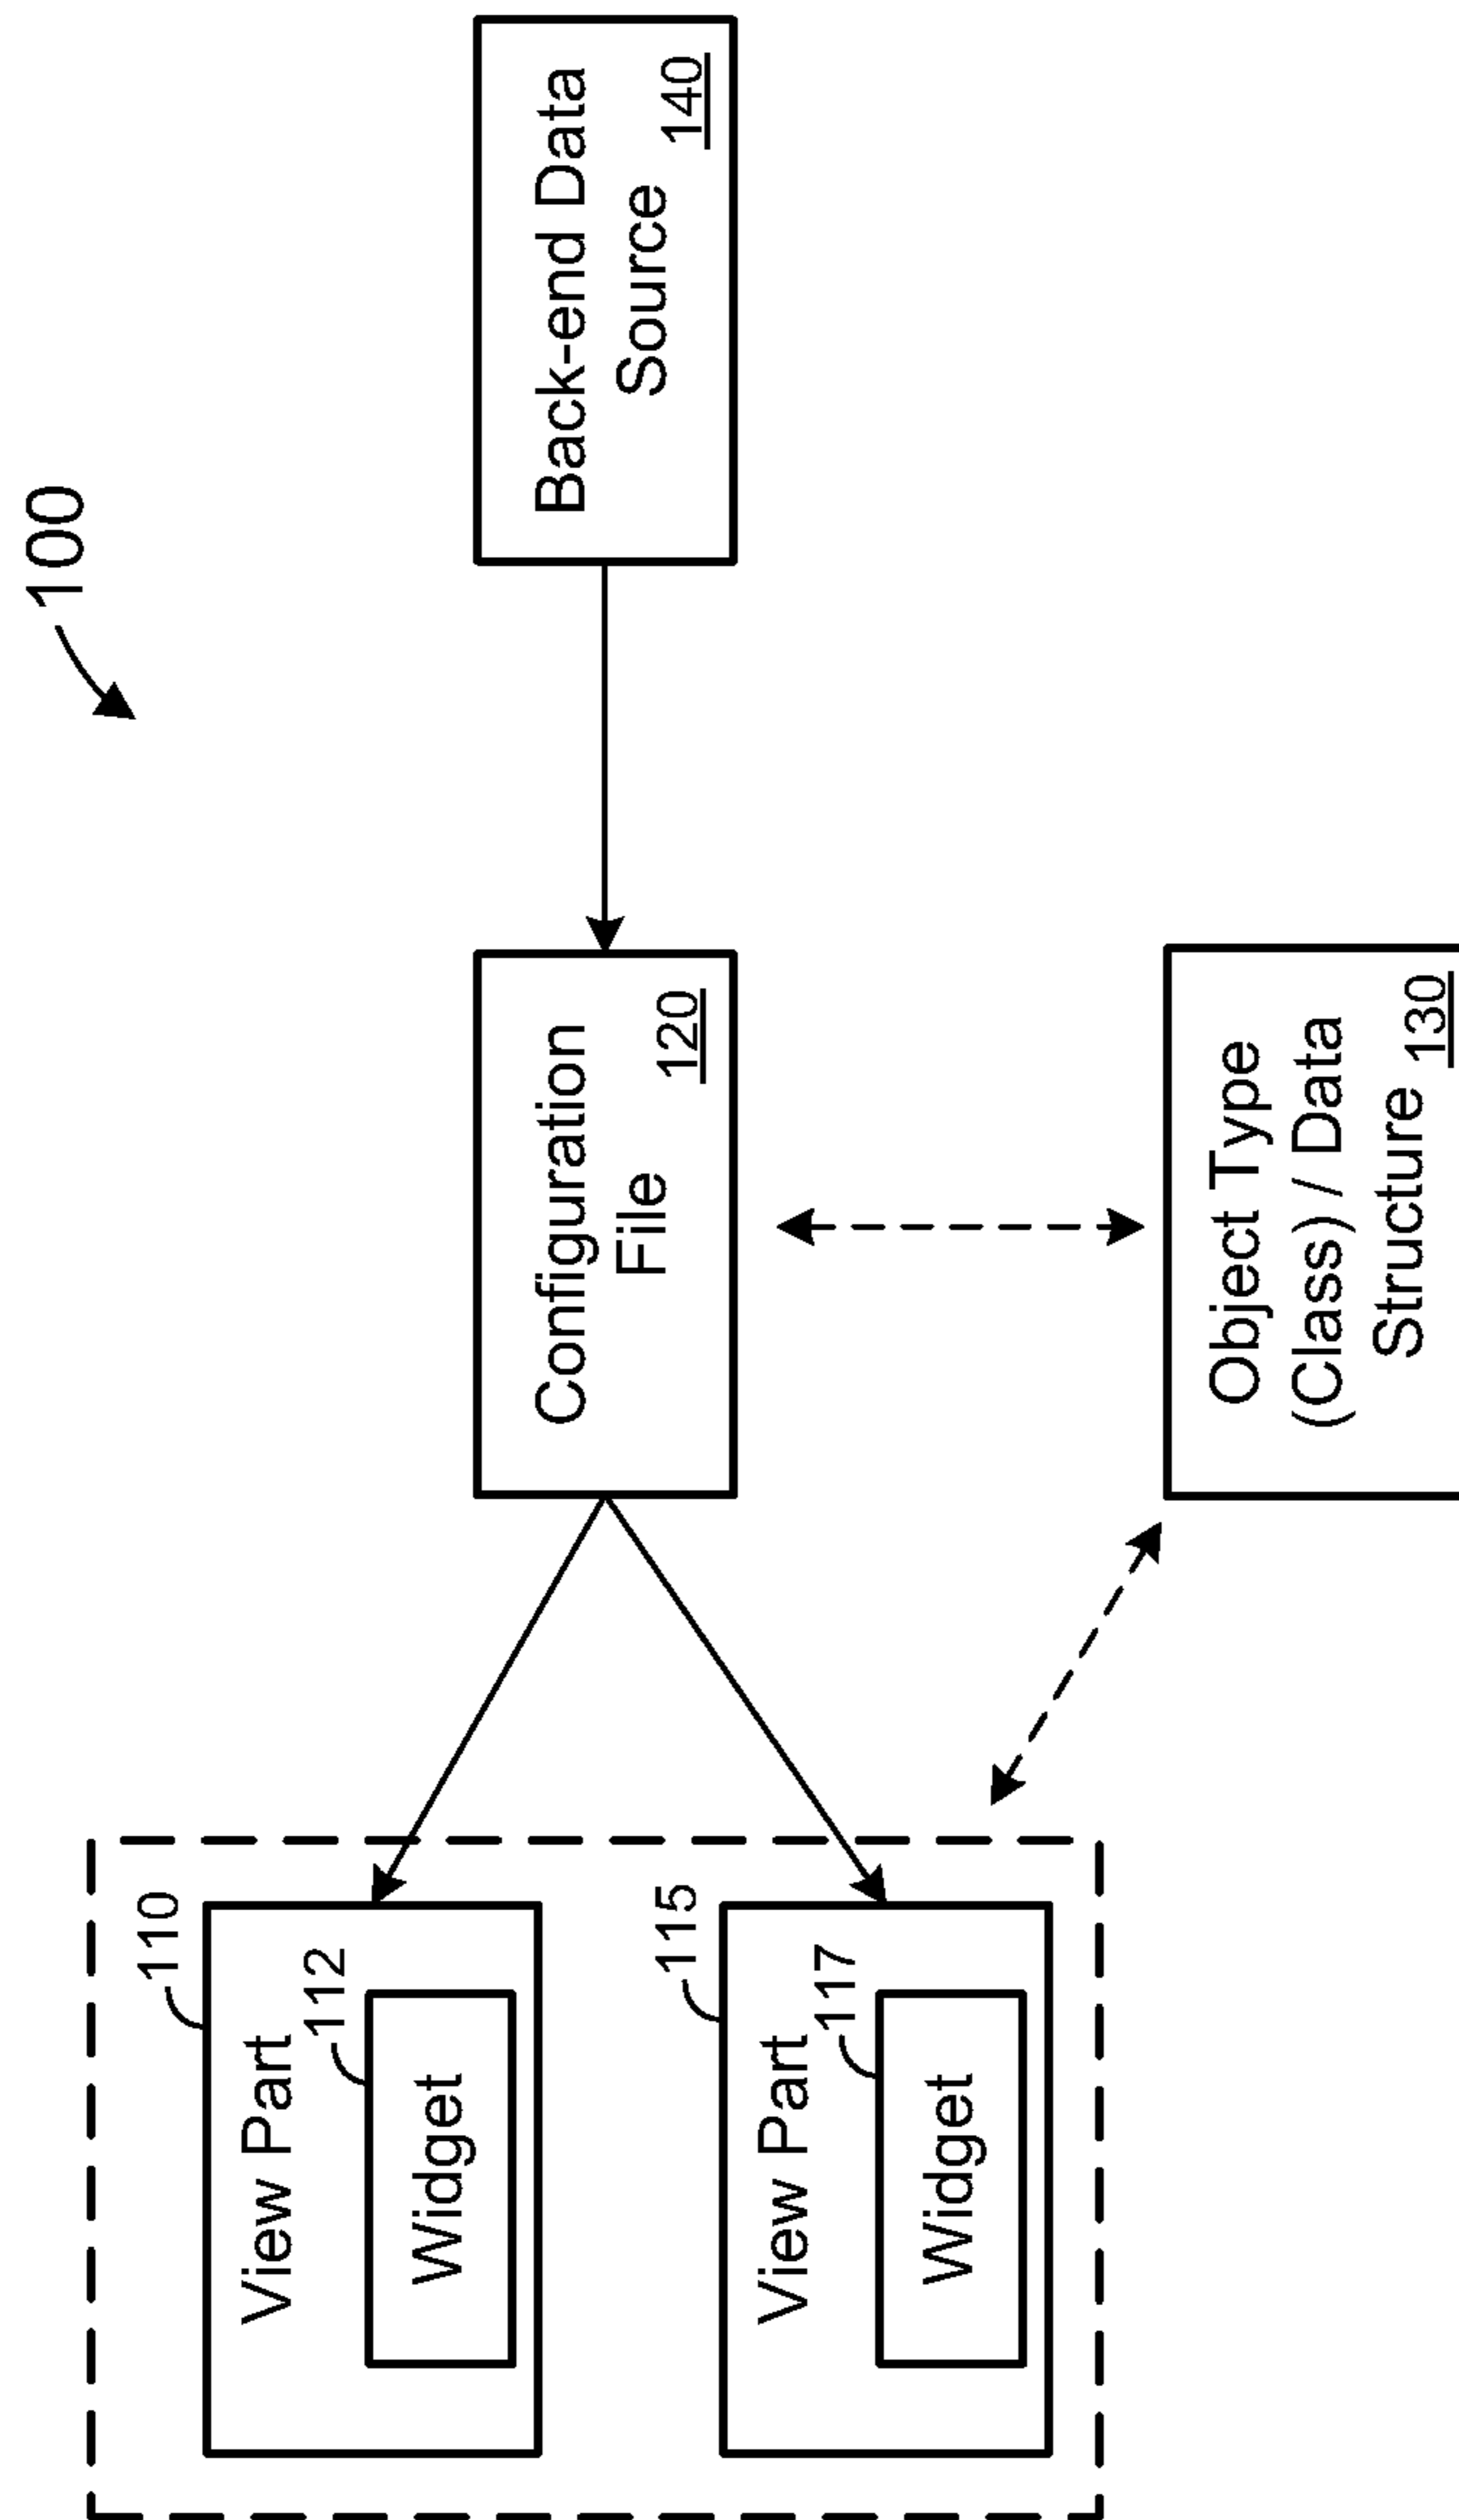 100
110
View Part
112
Widget
115
View Part
117
Widget
Configuration
File
120
Back-end Data
Source
140
Object Type
(Class) / Data
Structure
130